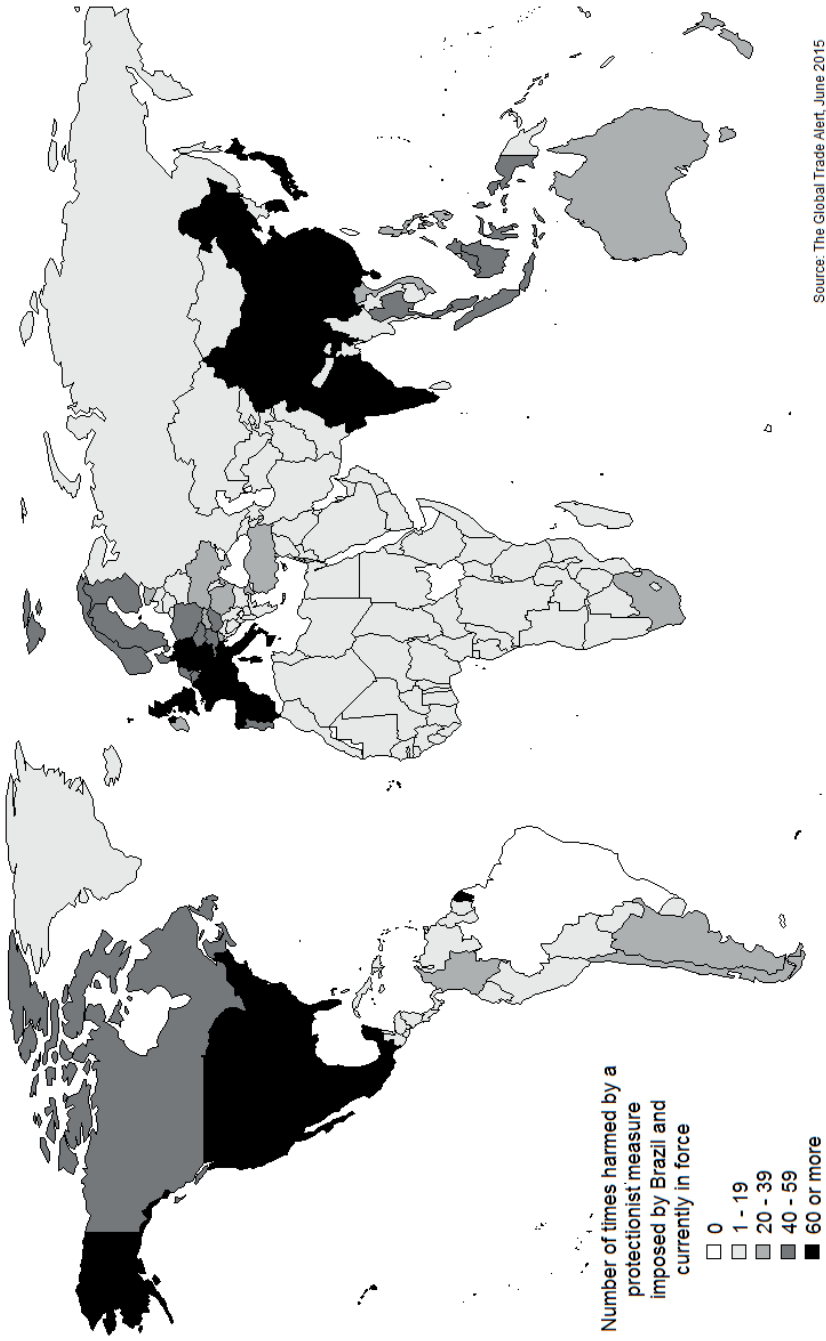 Number of times harmed by a
protectionist measure
imposed by Brazil and
currently in force
0
1 - 19
20 - 39
40 - 59
60 or more
Source: The Global Trade Alert, June 2015